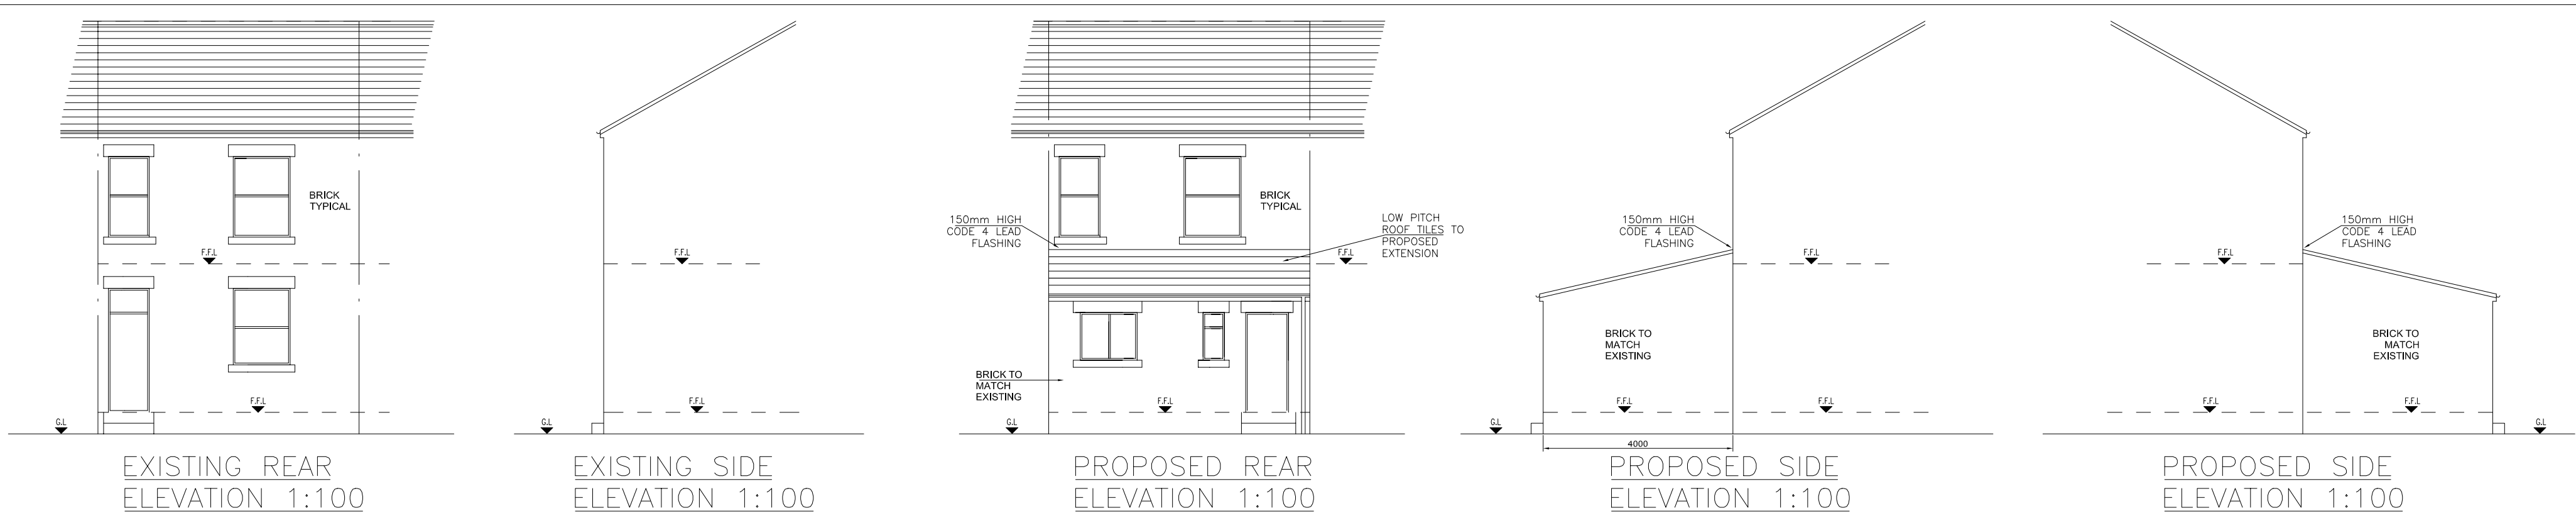 BRICK
TYPICAL
F.F.L
F.F.L
G.L
EXISTING REAR
ELEVATION 1:100
F.F.L
F.F.L
G.L
EXISTING SIDE
ELEVATION 1:100
BRICK
TYPICAL
150mm HIGH
CODE 4 LEAD
FLASHING
LOW PITCH
ROOF TILES TO
PROPOSED
EXTENSION
F.F.L
BRICK TO
MATCH
EXISTING
F.F.L
G.L
PROPOSED REAR
ELEVATION 1:100
150mm HIGH
CODE 4 LEAD
FLASHING
F.F.L
BRICK TO
MATCH
EXISTING
F.F.L
F.F.L
G.L
4000
PROPOSED SIDE
ELEVATION 1:100
150mm HIGH
CODE 4 LEAD
FLASHING
F.F.L
BRICK TO
MATCH
EXISTING
F.F.L
F.F.L
G.L
PROPOSED SIDE
ELEVATION 1:100